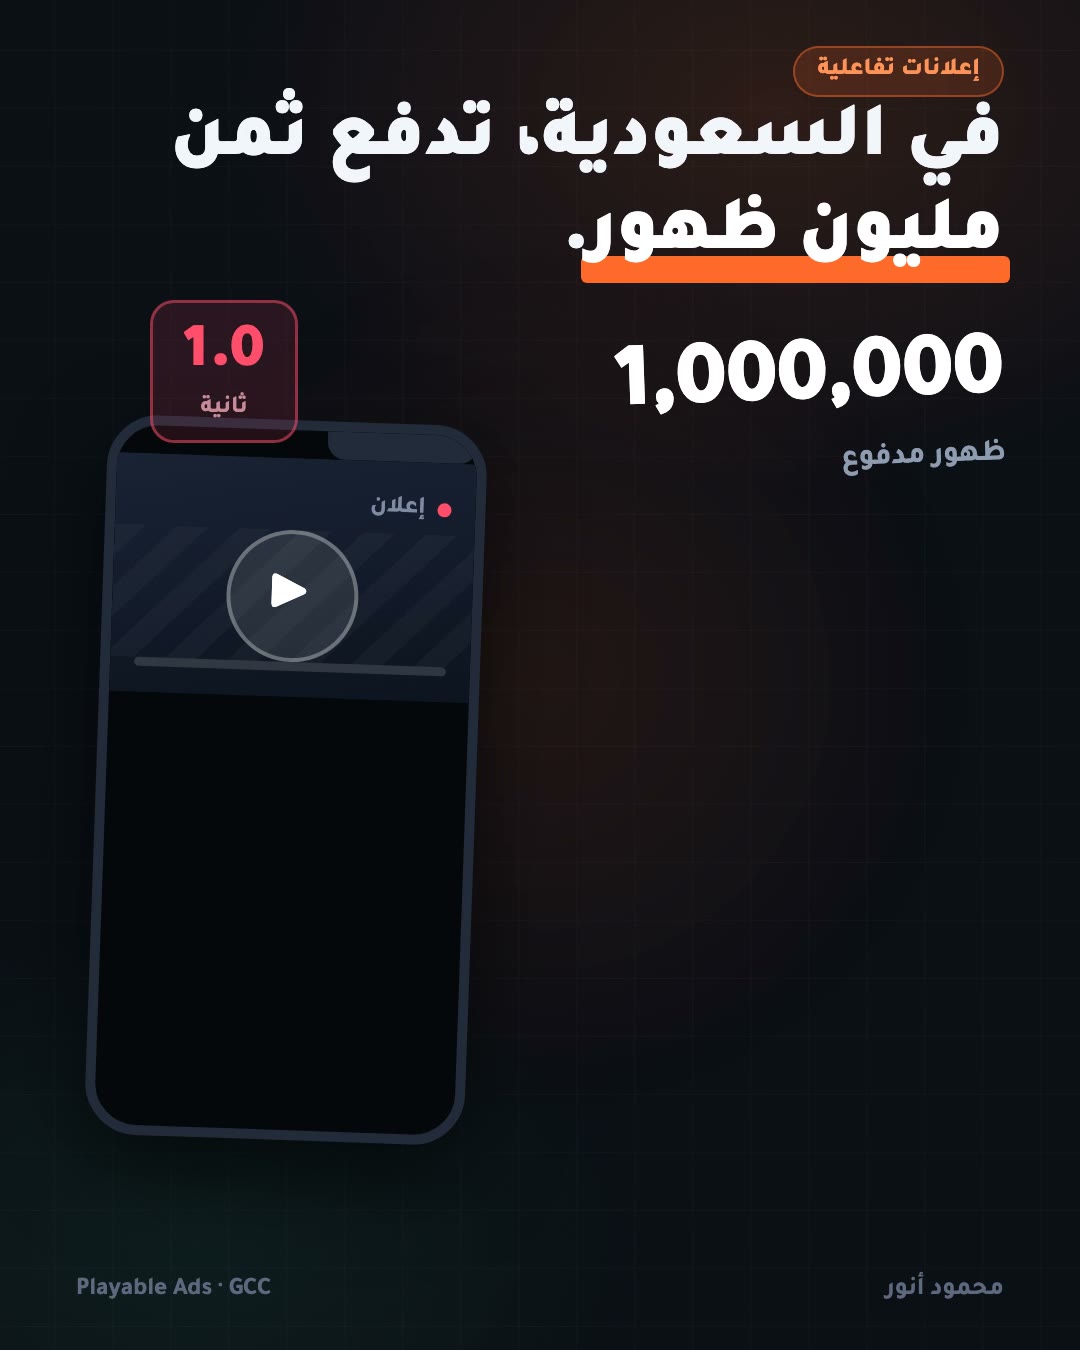 إعلانات تفاعلية
في السعودية، تدفع ثمن
مليون ظهور.
1,000,000
ظهور مدفوع
1.0
ثانية
إعلان
محمود أنور
Playable Ads · GCC